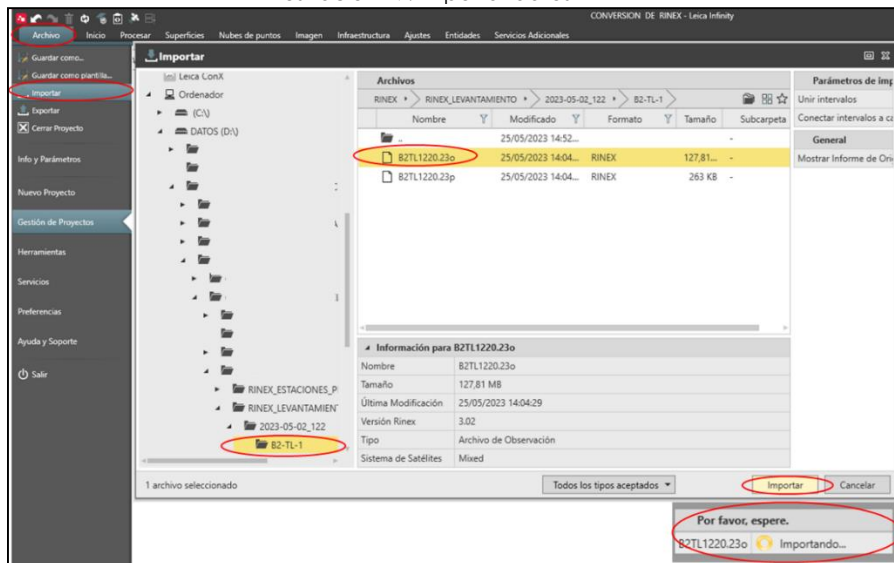 CONVERSION DE RINEX - Leica Infinity
Archivo Inicio Procesar Superficies Nubes de puntos Imagen Infraestructura Ajustes Entidades Servicios Adicionales
Guardar como...
Guardar como plantilla...
Importar
Exportar
Cerrar Proyecto
Info y Parámetros
Nuevo Proyecto
Gestión de Proyectos
Herramientas
Servicios
Preferencias
Ayuda y Soporte
Salir
Importar
Leica ConX
Ordenador
(C:\)
DATOS (D:\)
RINEX_ESTACIONES_P
RINEX_LEVANTAMIEN
2023-05-02_122
B2-TL-1
Archivos
RINEX RINEX_LEVANTAMIENTO 2023-05-02_122 B2-TL-1
Nombre Modificado Formato Tamaño Subcarpeta
.. 25/05/2023 14:52... -
B2TL1220.23o 25/05/2023 14:04... RINEX 127,81... -
B2TL1220.23p 25/05/2023 14:04... RINEX 263 KB -
Información para B2TL1220.23o
Nombre B2TL1220.23o
Tamaño 127,81 MB
Última Modificación 25/05/2023 14:04:29
Versión Rinex 3.02
Tipo Archivo de Observación
Sistema de Satélites Mixed
Parámetros de imp
Unir intervalos
Conectar intervalos a ca
General
Mostrar Informe de Ori
1 archivo seleccionado
Todos los tipos aceptados
Importar
Cancelar
Por favor, espere.
B2TL1220.23o Importando...